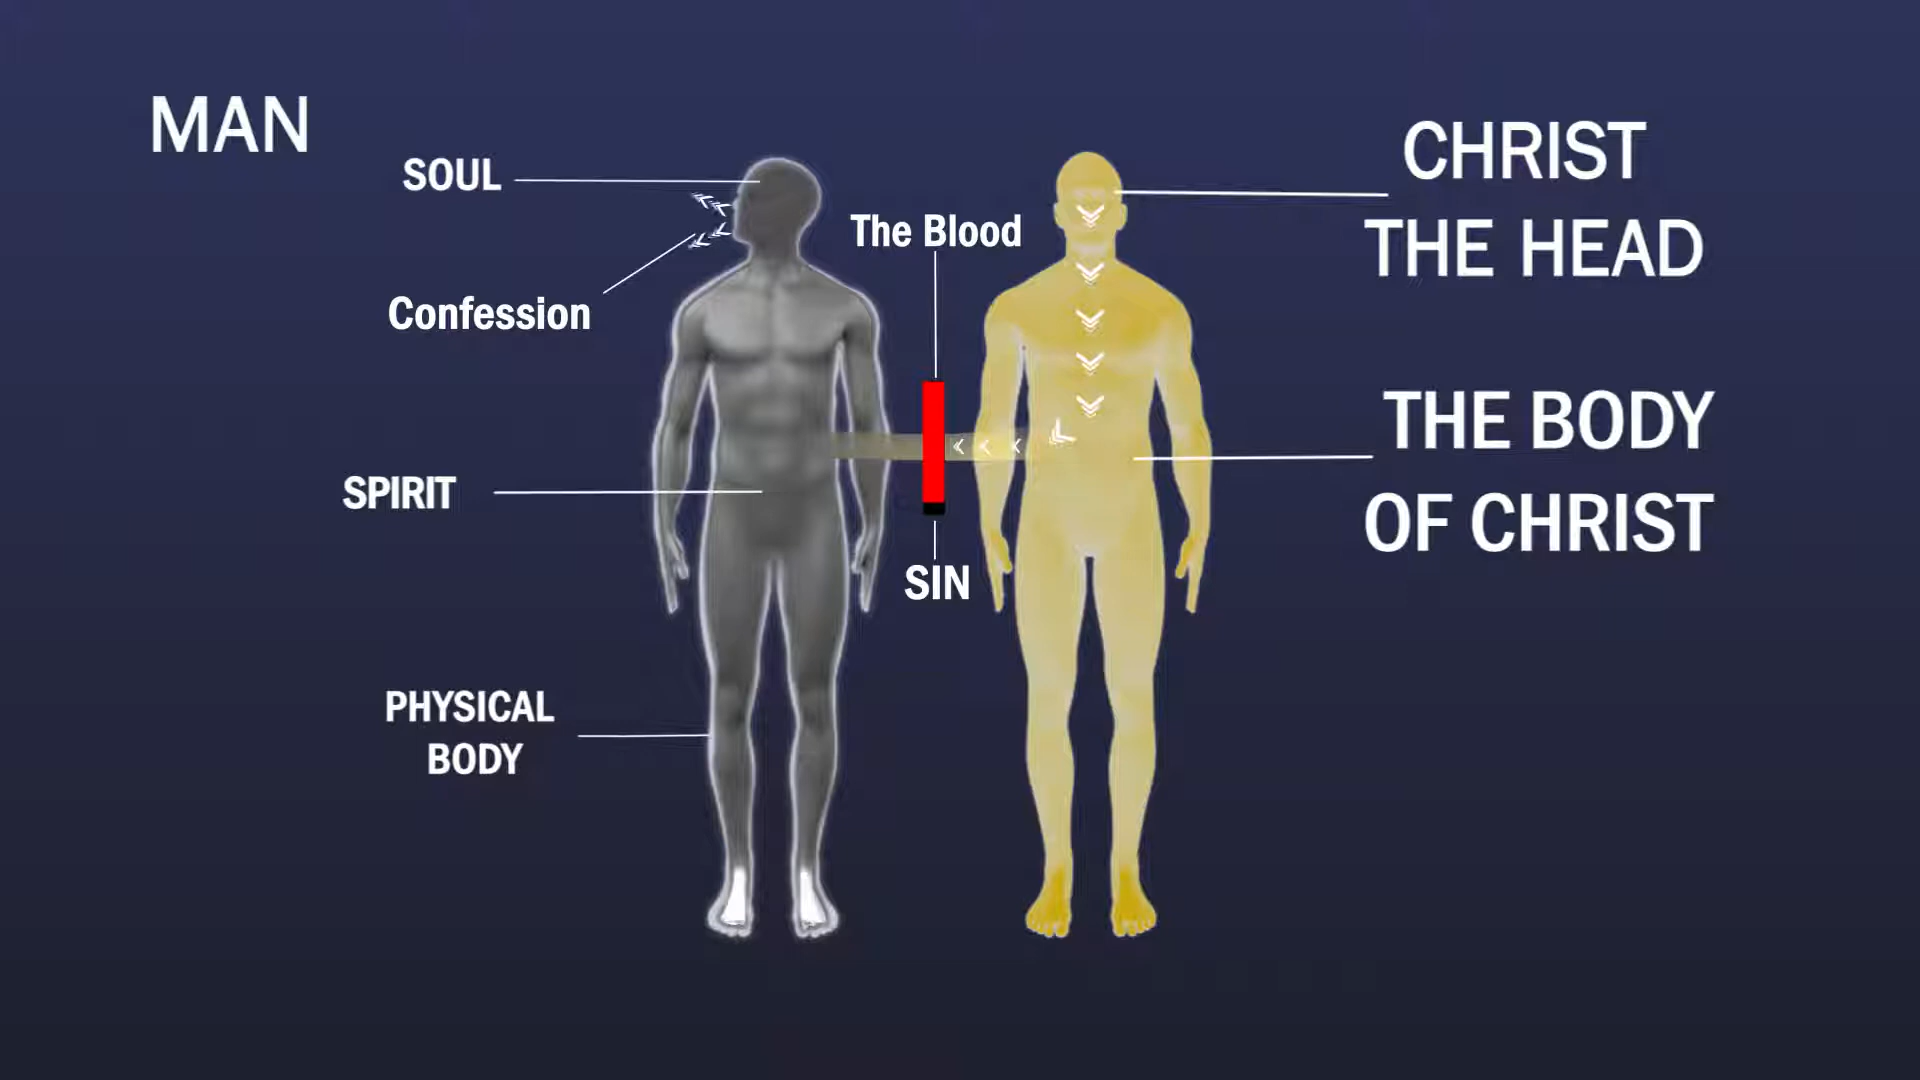 MAN
SOUL
Confession
SPIRIT
PHYSICAL
BODY
The Blood
SIN
CHRIST
THE HEAD
THE BODY
OF CHRIST